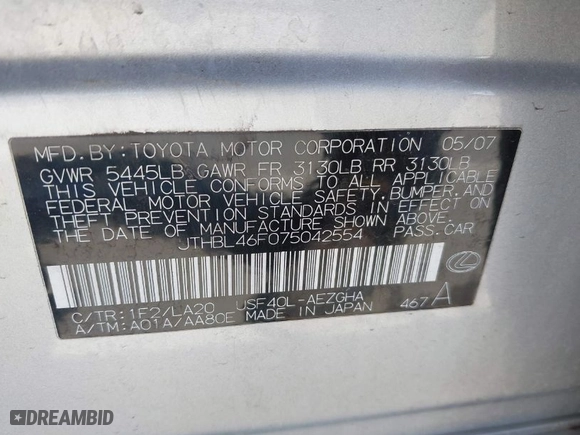 MFD.BY:TOYOTA MOTOR CORPORATION 05/07
GVWR 5445LB GAWR FR 3130LB RR 3130LB
THIS VEHICLE CONFORMS TO ALL APPLICABLE
FEDERAL MOTOR VEHICLE SAFETY,BUMPER,AND
THEFT PREVENTION STANDARDS IN EFFECT ON
THE DATE OF MANUFACTURE SHOWN ABOVE.
JTHBL46F075042554 PASS.CAR
C/TR:1F2/LA20 USF40L-AEZGHA
A/TM:A01A/AA80E MADE IN JAPAN 467 A
DREAMBID